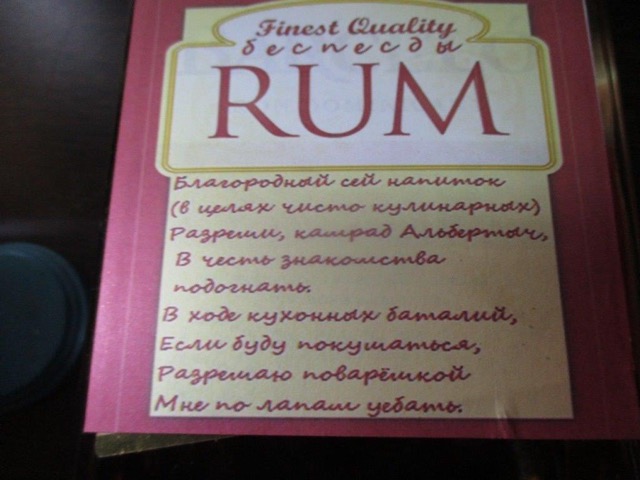 Finest Quality
беспесды
RUM
Благородный сей напиток
(в целях чисто кулинарных)
Разреши, камрад Альбертыч,
В честь знакомства
подогнать.
В ходе кухонных баталий,
Если буду покушаться,
Разрешаю поварёшкой
Мне по лапам уебать.